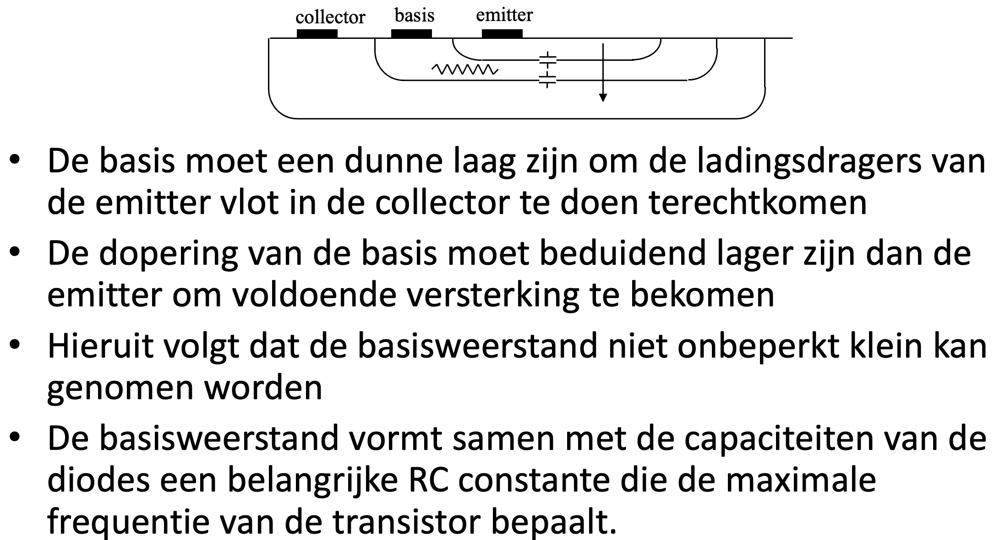 collector basis emitter
• De basis moet een dunne laag zijn om de ladingsdragers van
de emitter vlot in de collector te doen terechtkomen
• De dopering van de basis moet beduidend lager zijn dan de
emitter om voldoende versterking te bekomen
• Hieruit volgt dat de basisweerstand niet onbeperkt klein kan
genomen worden
• De basisweerstand vormt samen met de capaciteiten van de
diodes een belangrijke RC constante die de maximale
frequentie van de transistor bepaalt.